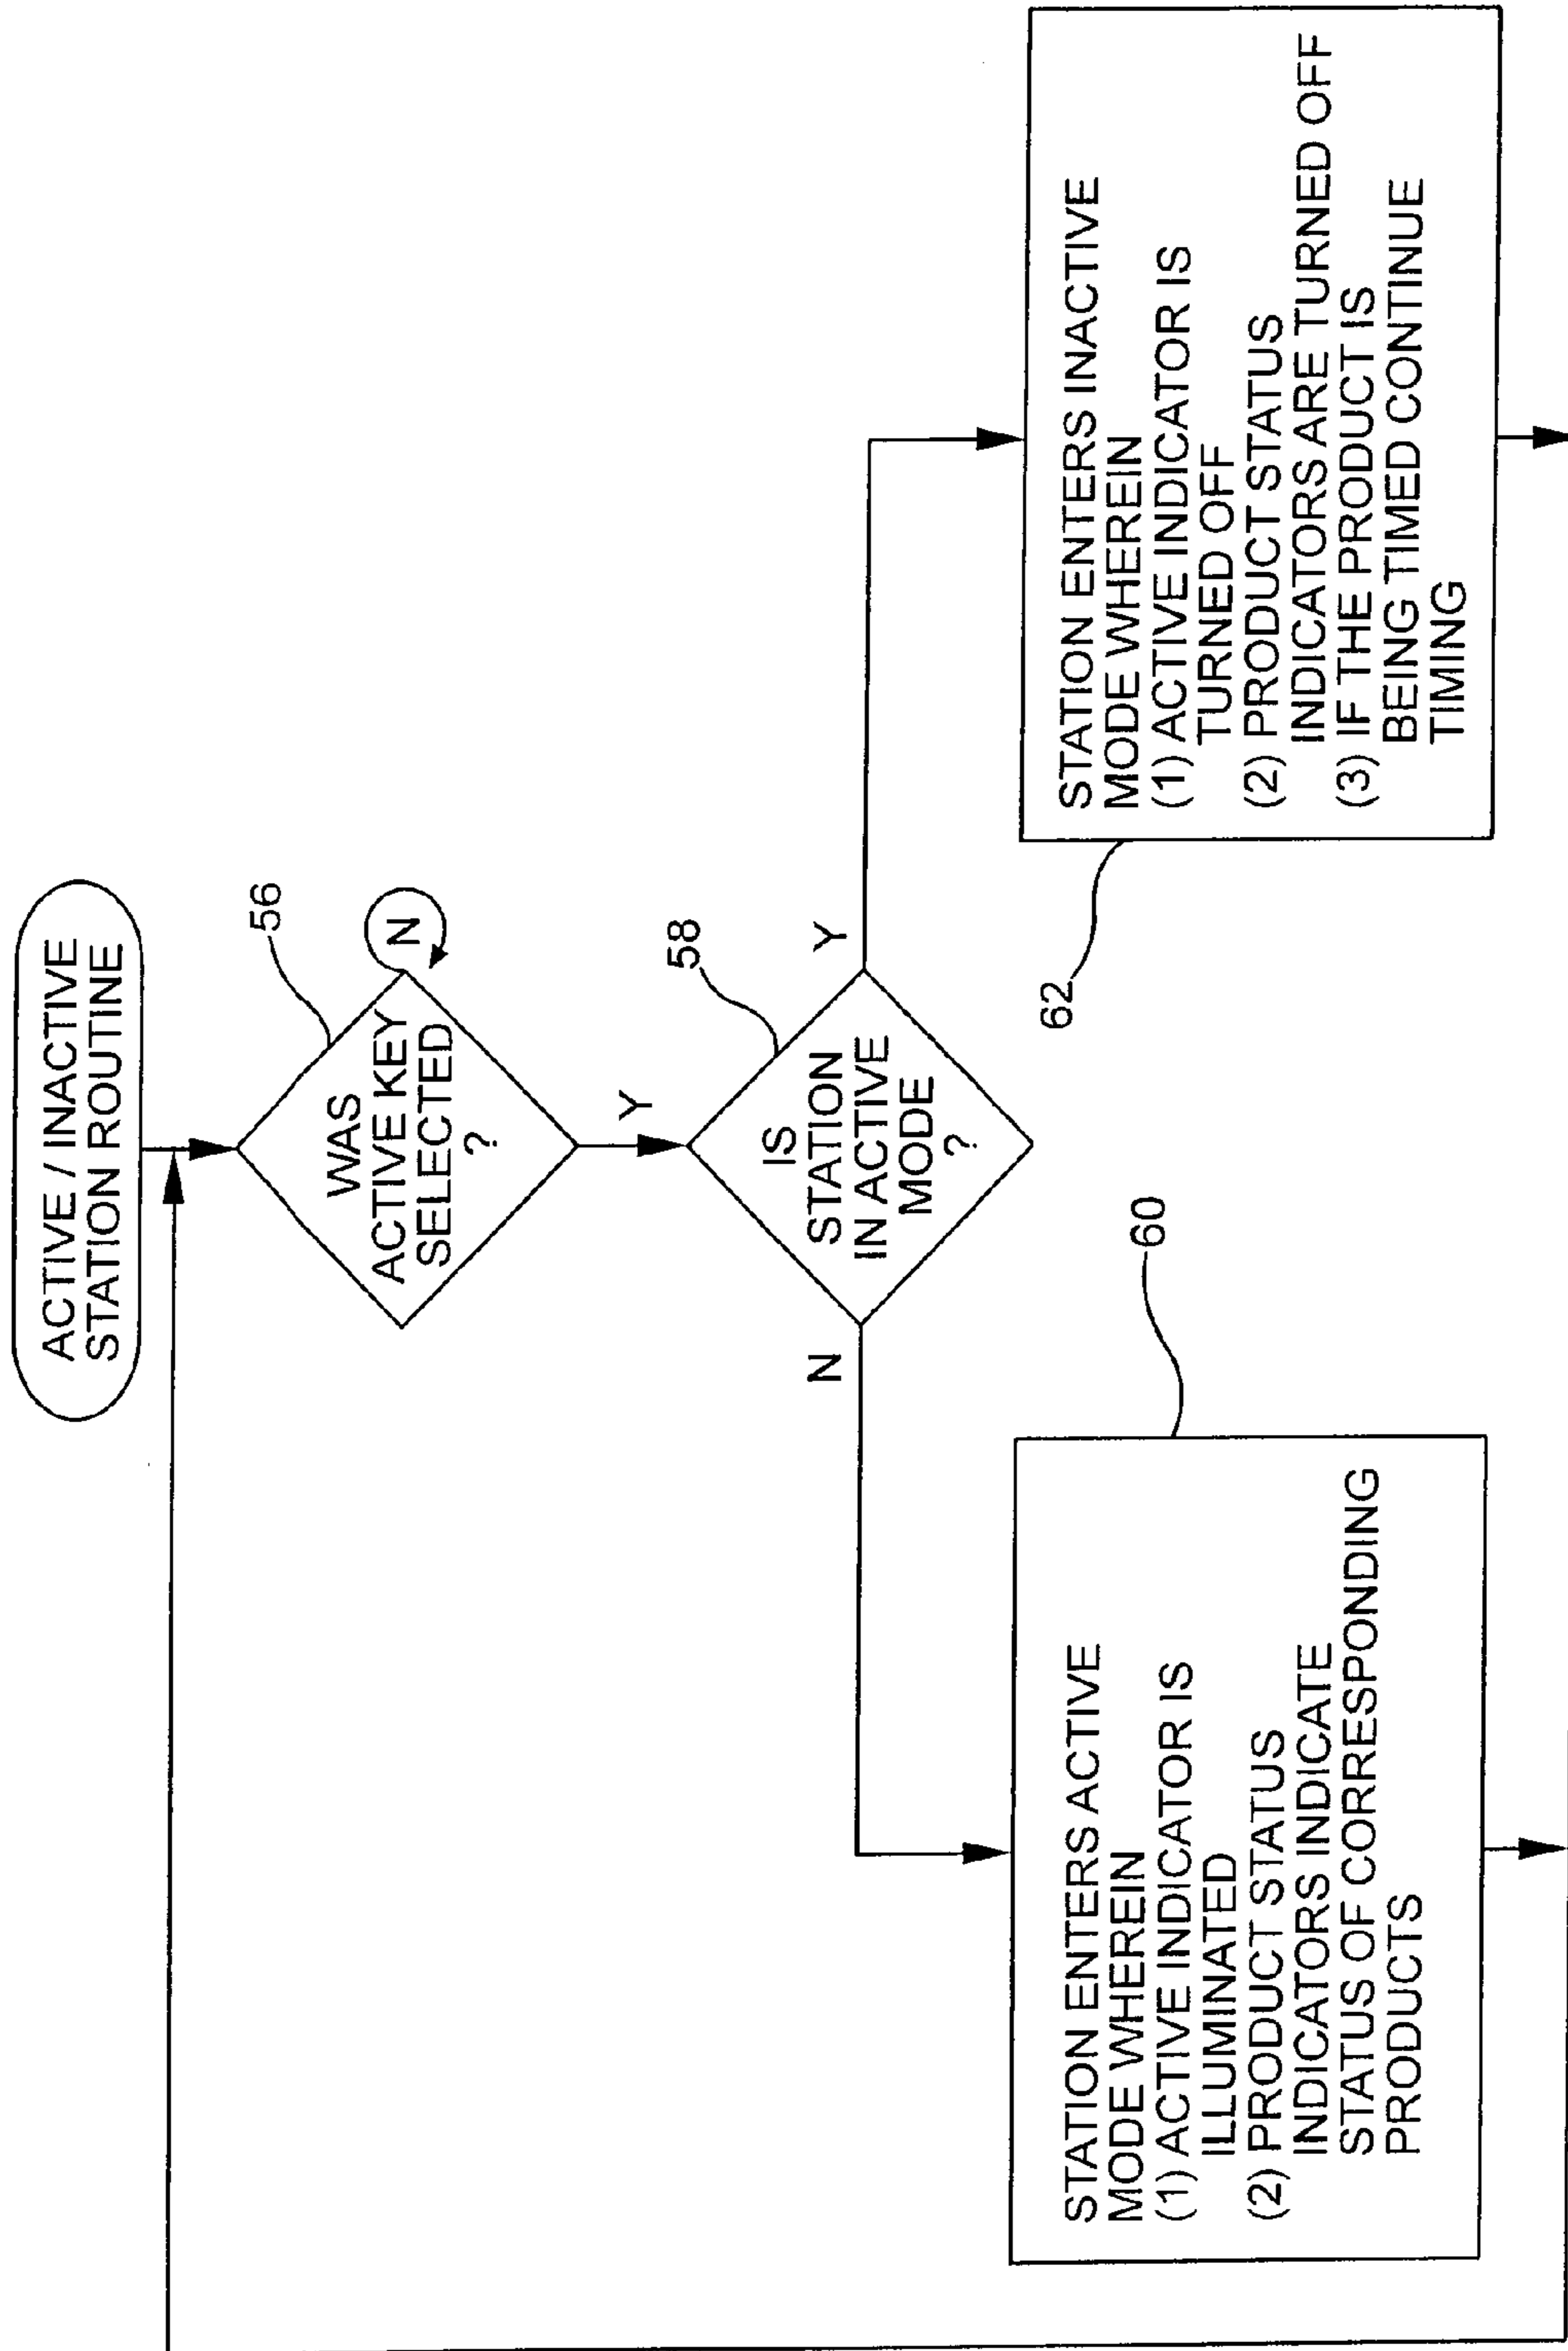 ACTIVE / INACTIVE
STATION ROUTINE
56
WAS
ACTIVE KEY
SELECTED
?
N
Y
58
IS
STATION
IN ACTIVE
MODE
?
N
Y
60
STATION ENTERS ACTIVE
MODE WHEREIN
(1) ACTIVE INDICATOR IS
ILLUMINATED
(2) PRODUCT STATUS
INDICATORS INDICATE
STATUS OF CORRESPONDING
PRODUCTS
62
STATION ENTERS INACTIVE
MODE WHEREIN
(1) ACTIVE INDICATOR IS
TURNED OFF
(2) PRODUCT STATUS
INDICATORS ARE TURNED OFF
(3) IF THE PRODUCT IS
BEING TIMED CONTINUE
TIMING